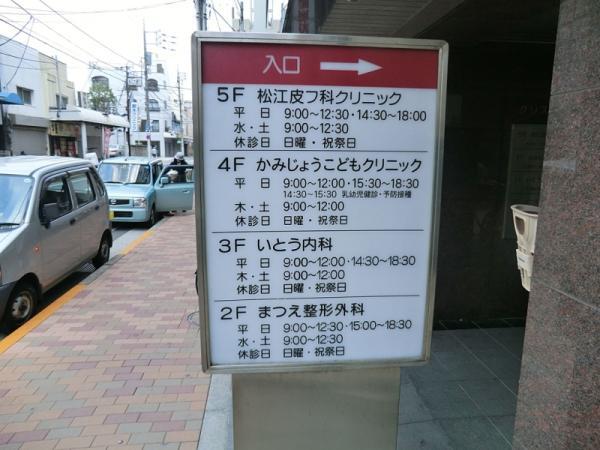 入口
5F 松江皮フ科クリニック
平 日 9:00〜12:30・14:30〜18:00
水・土 9:00〜12:30
休診日 日曜・祝祭日
4F かみじょうこどもクリニック
平 日 9:00〜12:00・15:30〜18:30
14:30〜15:30 乳幼児健診・予防接種
木・土 9:00〜12:00
休診日 日曜・祝祭日
3F いとう内科
平 日 9:00〜12:00・14:30〜18:30
木・土 9:00〜12:00
休診日 日曜・祝祭日
2F まつえ整形外科
平 日 9:00〜12:30・15:00〜18:30
水・土 9:00〜12:30
休診日 日曜・祝祭日